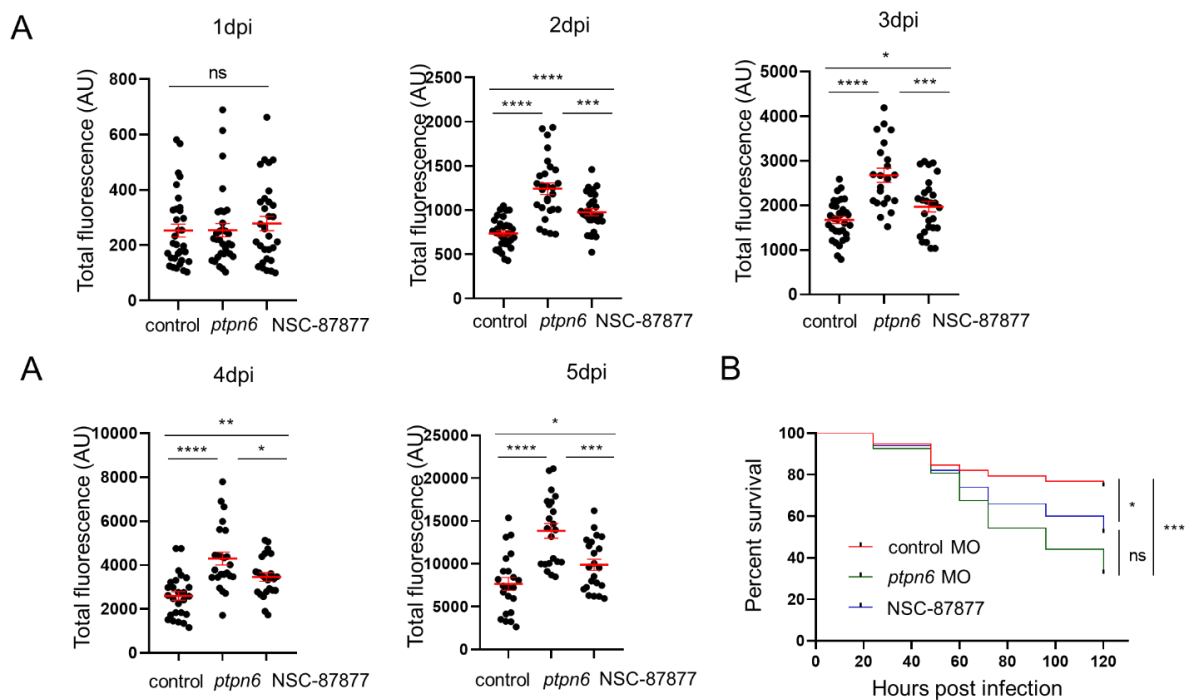 A
1dpi
2dpi
3dpi
Total fluorescence (AU)
800
600
400
200
0
ns
control ptpn6 NSC-87877
Total fluorescence (AU)
2500
2000
1500
1000
500
0
****
**** ***
control ptpn6 NSC-87877
Total fluorescence (AU)
5000
4000
3000
2000
1000
0
*
**** ***
control ptpn6 NSC-87877
A
4dpi
5dpi
B
Total fluorescence (AU)
10000
8000
6000
4000
2000
0
**
**** *
control ptpn6 NSC-87877
Total fluorescence (AU)
25000
20000
15000
10000
5000
0
*
**** ***
control ptpn6 NSC-87877
Percent survival
100
80
60
40
20
0
control MO
ptpn6 MO
NSC-87877
*
ns
***
0 20 40 60 80 100 120
Hours post infection